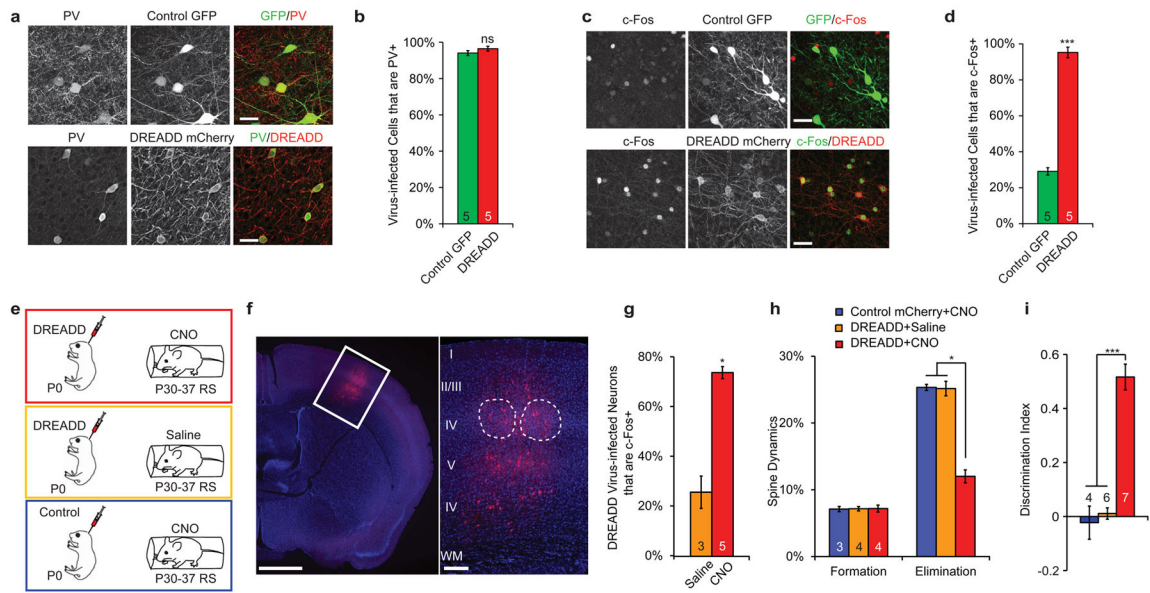 a
PV
Control GFP
GFP/PV
PV
DREADD mCherry
PV/DREADD
b
Virus-infected Cells that are PV+
100%
80%
60%
40%
20%
0%
ns
5
5
Control GFP
DREADD
c
c-Fos
Control GFP
GFP/c-Fos
c-Fos
DREADD mCherry
c-Fos/DREADD
d
Virus-infected Cells that are c-Fos+
100%
80%
60%
40%
20%
0%
***
5
5
Control GFP
DREADD
e
DREADD
CNO
P0
P30-37 RS
DREADD
Saline
P0
P30-37 RS
Control
CNO
P0
P30-37 RS
f
I
II/III
IV
V
IV
WM
g
DREADD Virus-infected Neurons
that are c-Fos+
80%
60%
40%
20%
0%
*
3
5
Saline
CNO
h
Control mCherry+CNO
DREADD+Saline
DREADD+CNO
Spine Dynamics
30%
20%
10%
0%
*
3
4
4
Formation
Elimination
i
Discrimination Index
0.6
0.4
0.2
0
-0.2
***
4
6
7